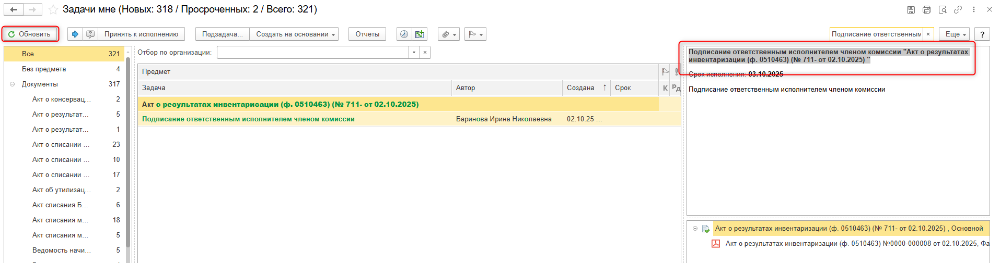 Задачи мне (Новых: 318 / Просроченных: 2 / Всего: 321)
Обновить
Принять к исполнению
Подзадача...
Создать на основании
Отчеты
Подписание ответственным
×
Еще
?
Все 321
Без предмета 4
Документы 317
Акт о консервац... 2
Акт о результат... 5
Акт о результат... 1
Акт о списании ... 23
Акт о списании ... 10
Акт о списании ... 17
Акт об утилизац... 2
Акт списания Б... 6
Акт списания м... 18
Акт списания м... 5
Ведомость начи... 5
Отбор по организации:
Предмет
Задача Автор Создана ↑ Срок К РД
Акт о результатах инвентаризации (ф. 0510463) (№ 711- от 02.10.2025)
Подписание ответственным исполнителем членом комиссии Баринова Ирина Николаевна 02.10.25 ...
Подписание ответственным исполнителем членом комиссии "Акт о результатах
инвентаризации (ф. 0510463) (№ 711- от 02.10.2025) "
Срок исполнения: 03.10.2025
Подписание ответственным исполнителем членом комиссии
Акт о результатах инвентаризации (ф. 0510463) (№ 711- от 02.10.2025) , Основной
Акт о результатах инвентаризации (ф. 0510463) №0000-000008 от 02.10.2025, Фа